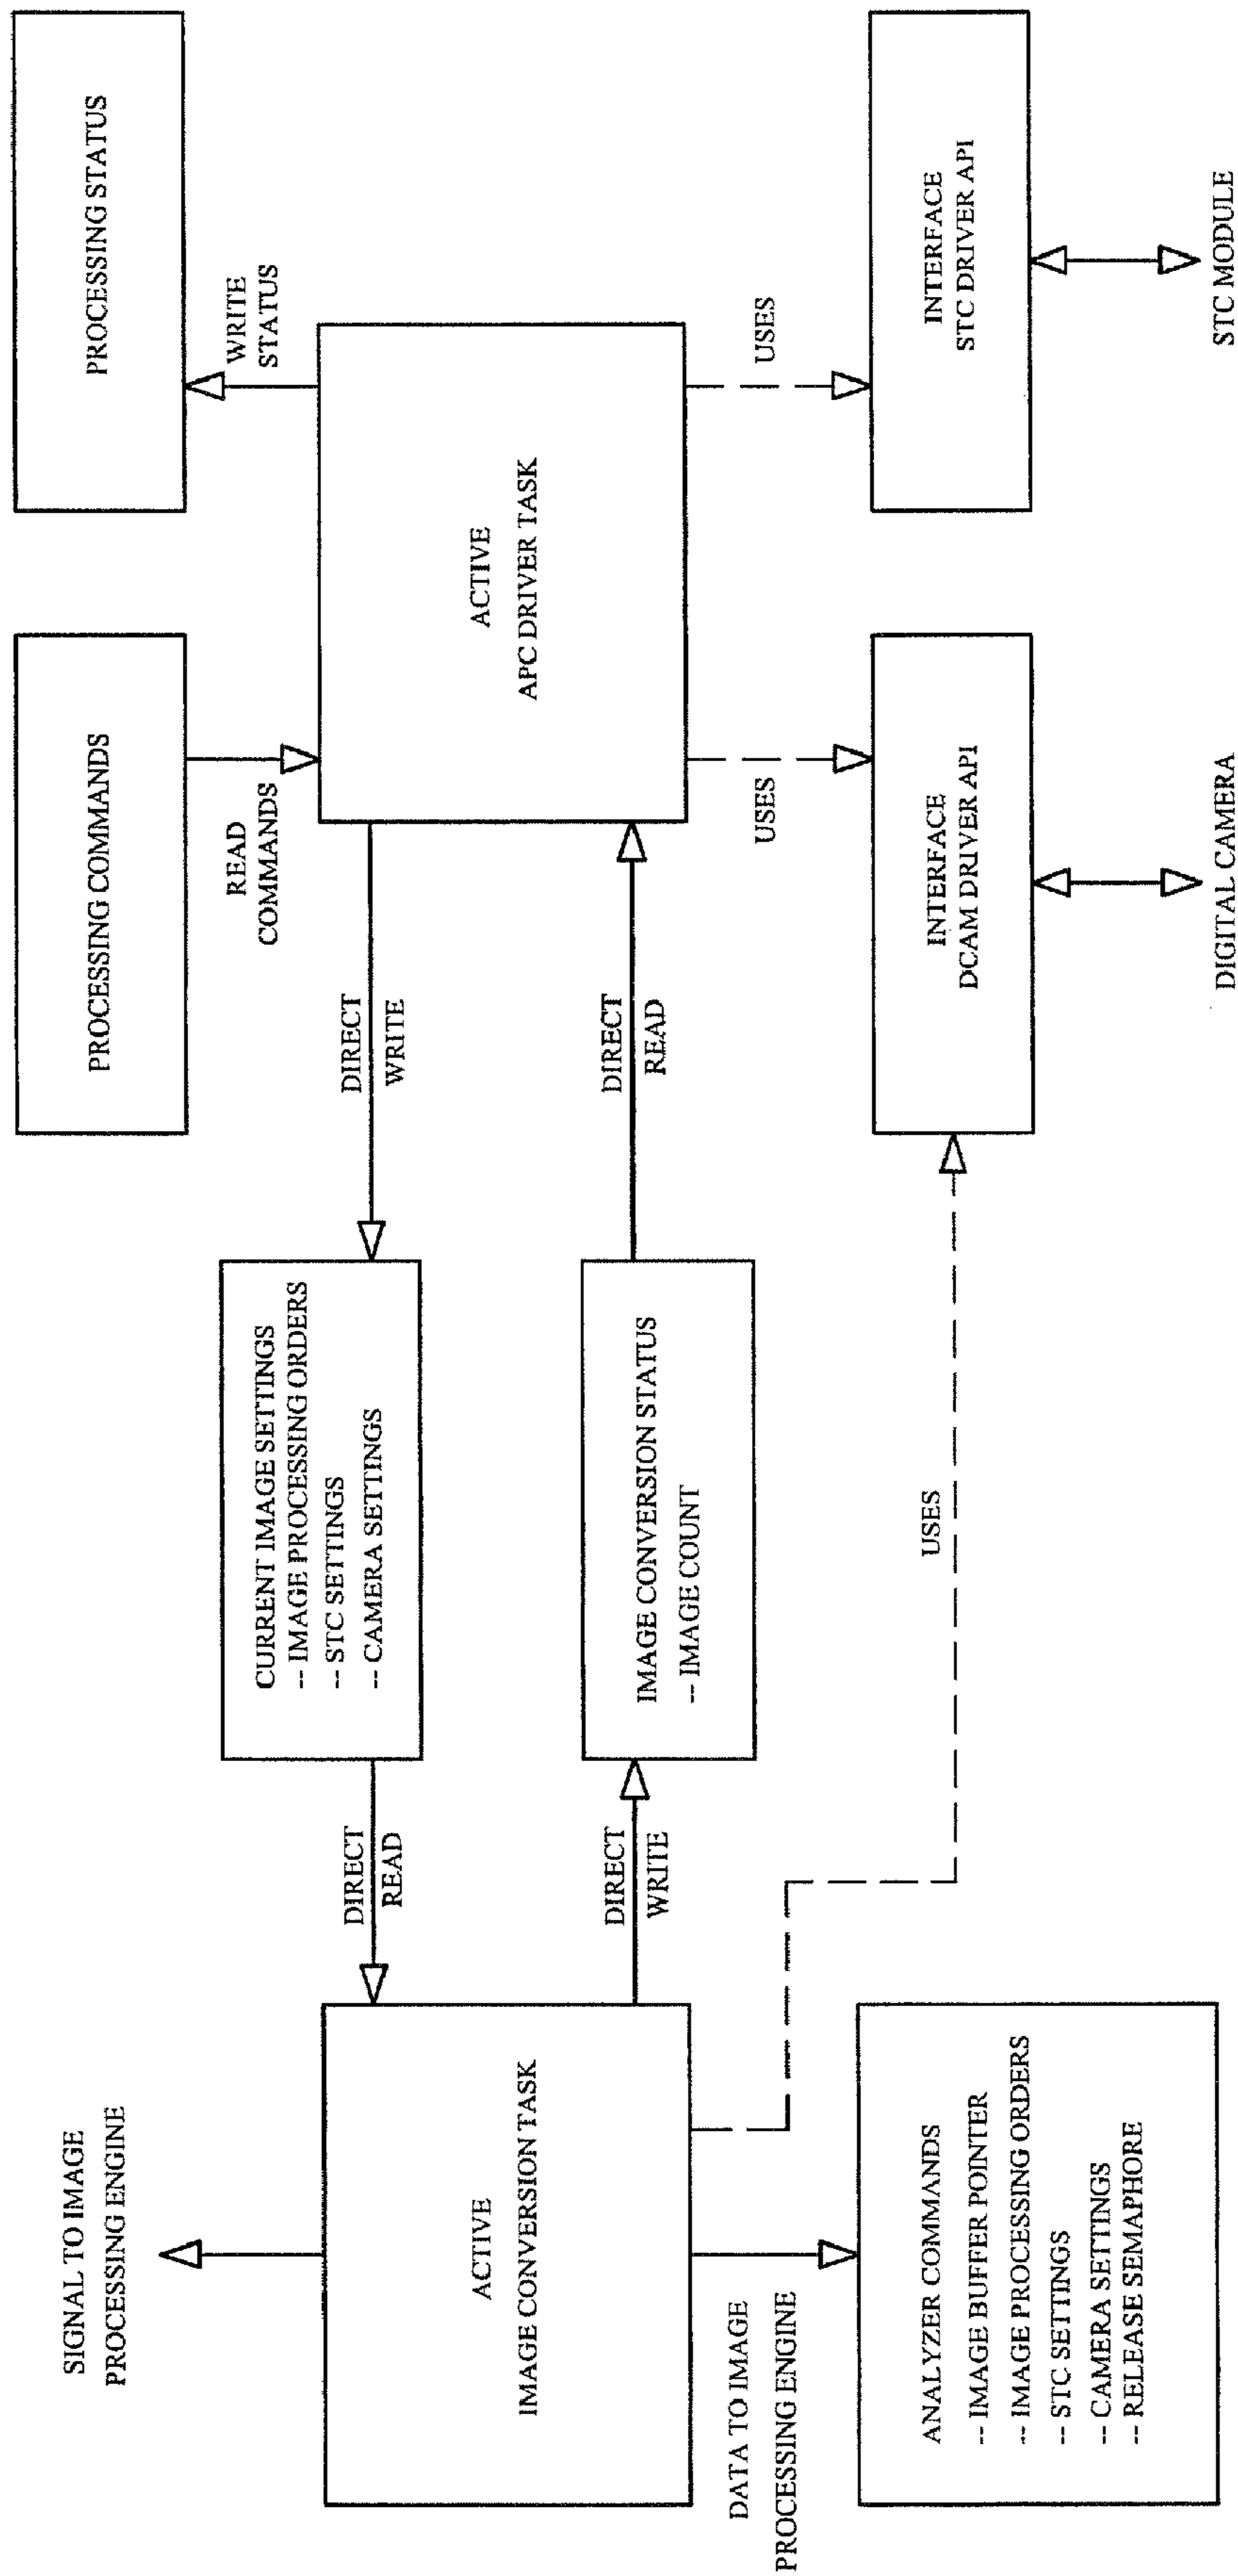 SIGNAL TO IMAGE
PROCESSING ENGINE
PROCESSING COMMANDS
PROCESSING STATUS
READ
COMMANDS
WRITE
STATUS
ACTIVE
IMAGE CONVERSION TASK
DIRECT
READ
CURRENT IMAGE SETTINGS
-- IMAGE PROCESSING ORDERS
-- STC SETTINGS
-- CAMERA SETTINGS
DIRECT
WRITE
ACTIVE
APC DRIVER TASK
DIRECT
WRITE
IMAGE CONVERSION STATUS
-- IMAGE COUNT
DIRECT
READ
DATA TO IMAGE
PROCESSING ENGINE
USES
USES
USES
ANALYZER COMMANDS
-- IMAGE BUFFER POINTER
-- IMAGE PROCESSING ORDERS
-- STC SETTINGS
-- CAMERA SETTINGS
-- RELEASE SEMAPHORE
INTERFACE
DCAM DRIVER API
INTERFACE
STC DRIVER API
DIGITAL CAMERA
STC MODULE